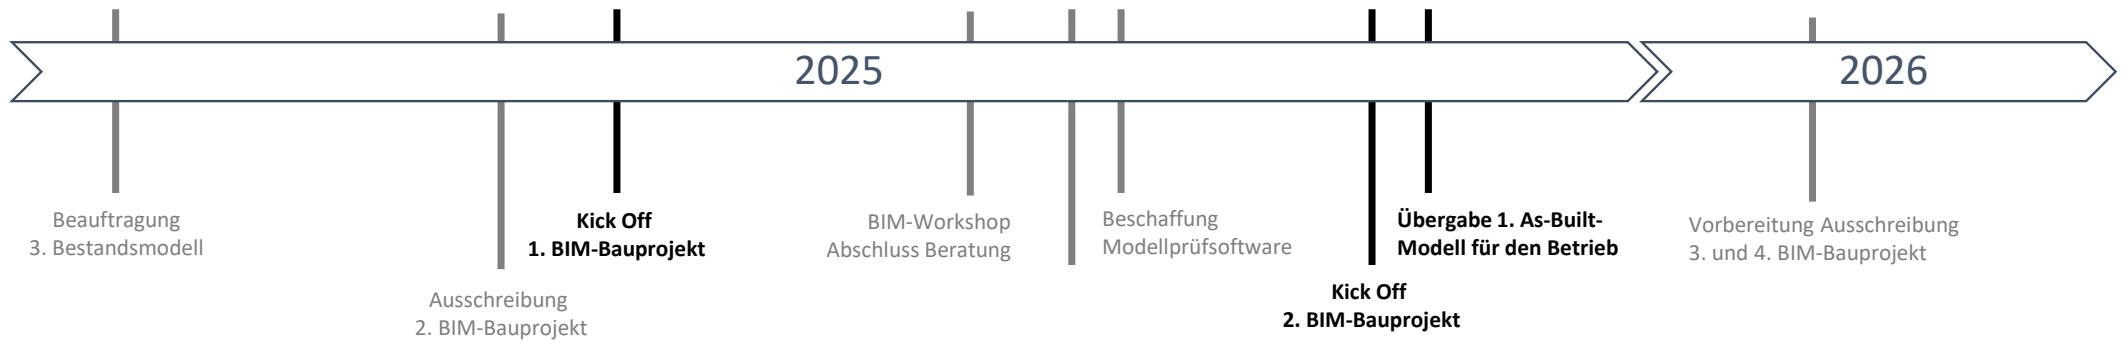 2025
2026
Beauftragung
3. Bestandsmodell
Ausschreibung
2. BIM-Bauprojekt
Kick Off
1. BIM-Bauprojekt
BIM-Workshop
Abschluss Beratung
Beschaffung
Modellprüfsoftware
Kick Off
2. BIM-Bauprojekt
Übergabe 1. As-Built-
Modell für den Betrieb
Vorbereitung Ausschreibung
3. und 4. BIM-Bauprojekt